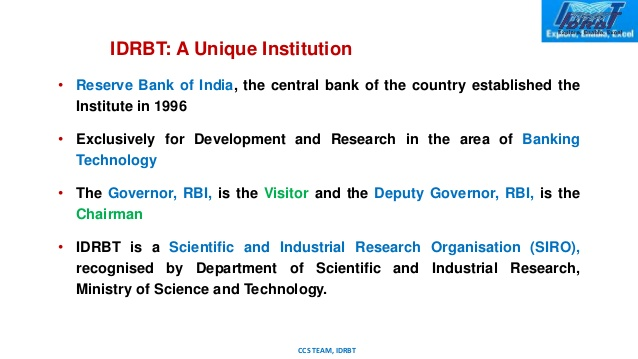 IDRBT
Explore, Enable, Excel
IDRBT: A Unique Institution
• Reserve Bank of India, the central bank of the country established the
Institute in 1996
• Exclusively for Development and Research in the area of Banking
Technology
• The Governor, RBI, is the Visitor and the Deputy Governor, RBI, is the
Chairman
• IDRBT is a Scientific and Industrial Research Organisation (SIRO),
recognised by Department of Scientific and Industrial Research,
Ministry of Science and Technology.
CCS TEAM, IDRBT